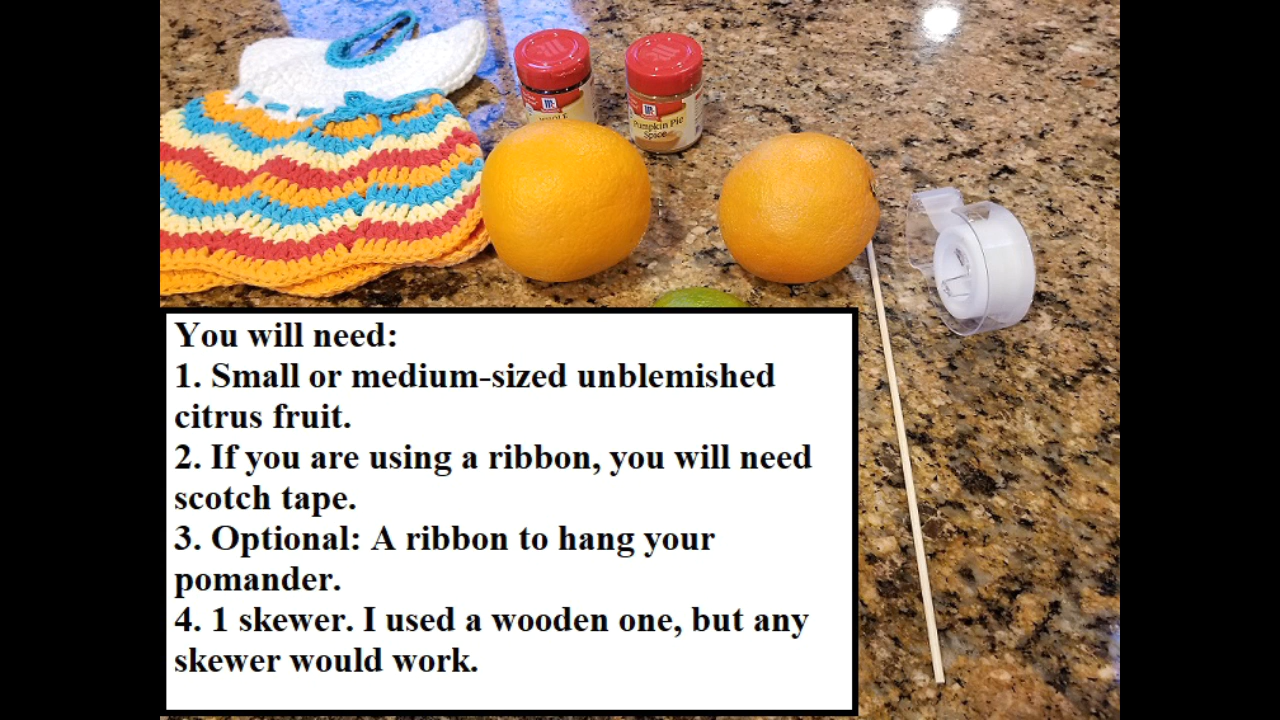 WHOLE
Pumpkin Pie
Spice
You will need:
1. Small or medium-sized unblemished
citrus fruit.
2. If you are using a ribbon, you will need
scotch tape.
3. Optional: A ribbon to hang your
pomander.
4. 1 skewer. I used a wooden one, but any
skewer would work.